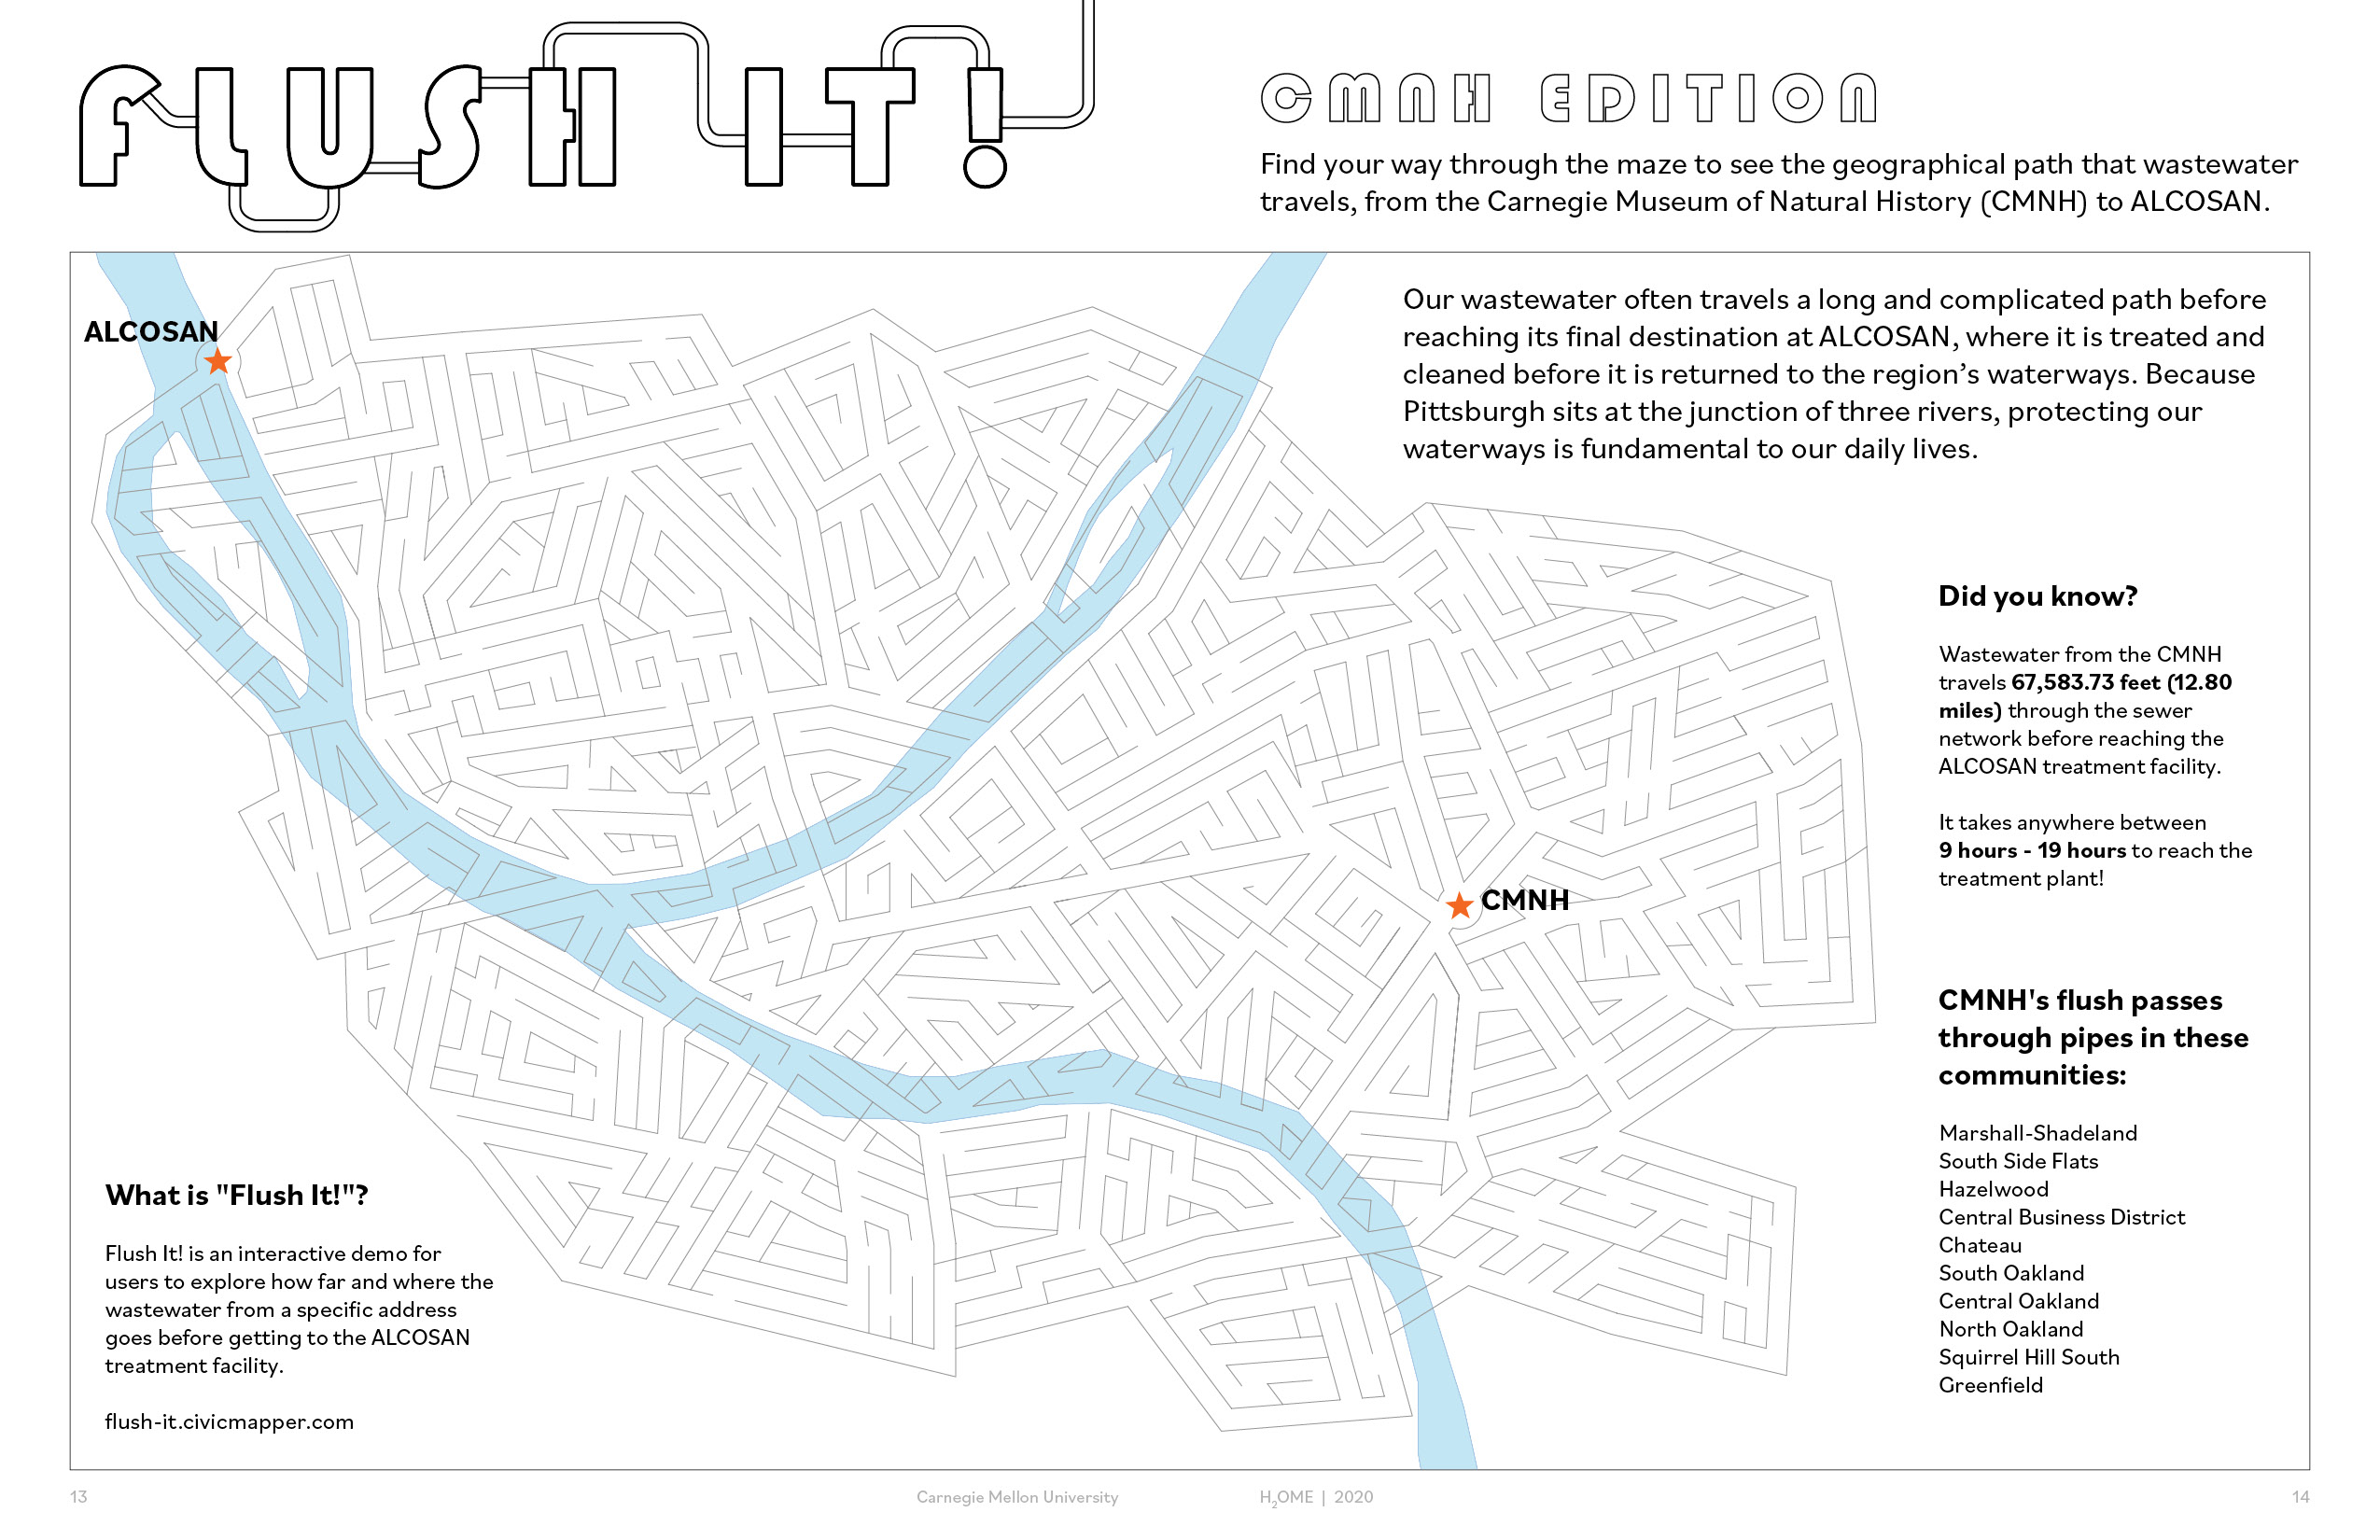 FLUSH IT!
CMNH EDITION
Find your way through the maze to see the geographical path that wastewater
travels, from the Carnegie Museum of Natural History (CMNH) to ALCOSAN.
Our wastewater often travels a long and complicated path before
reaching its final destination at ALCOSAN, where it is treated and
cleaned before it is returned to the region’s waterways. Because
Pittsburgh sits at the junction of three rivers, protecting our
waterways is fundamental to our daily lives.
ALCOSAN
CMNH
Did you know?
Wastewater from the CMNH
travels 67,583.73 feet (12.80
miles) through the sewer
network before reaching the
ALCOSAN treatment facility.
It takes anywhere between
9 hours - 19 hours to reach the
treatment plant!
CMNH's flush passes
through pipes in these
communities:
Marshall-Shadeland
South Side Flats
Hazelwood
Central Business District
Chateau
South Oakland
Central Oakland
North Oakland
Squirrel Hill South
Greenfield
What is "Flush It!"?
Flush It! is an interactive demo for
users to explore how far and where the
wastewater from a specific address
goes before getting to the ALCOSAN
treatment facility.
flush-it.civicmapper.com
13
Carnegie Mellon University
H2OME | 2020
14